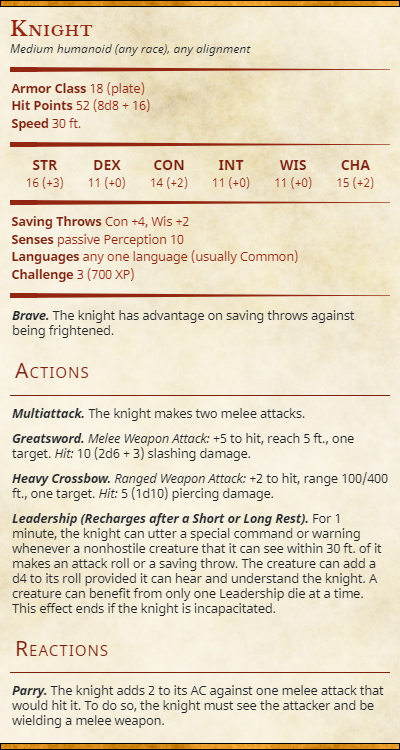 Knight
Medium humanoid (any race), any alignment
Armor Class 18 (plate)
Hit Points 52 (8d8 + 16)
Speed 30 ft.
STR DEX CON INT WIS CHA
16 (+3) 11 (+0) 14 (+2) 11 (+0) 11 (+0) 15 (+2)
Saving Throws Con +4, Wis +2
Senses passive Perception 10
Languages any one language (usually Common)
Challenge 3 (700 XP)
Brave. The knight has advantage on saving throws against
being frightened.
Actions
Multiattack. The knight makes two melee attacks.
Greatsword. Melee Weapon Attack: +5 to hit, reach 5 ft., one
target. Hit: 10 (2d6 + 3) slashing damage.
Heavy Crossbow. Ranged Weapon Attack: +2 to hit, range 100/400
ft., one target. Hit: 5 (1d10) piercing damage.
Leadership (Recharges after a Short or Long Rest). For 1
minute, the knight can utter a special command or warning
whenever a nonhostile creature that it can see within 30 ft. of it
makes an attack roll or a saving throw. The creature can add a
d4 to its roll provided it can hear and understand the knight. A
creature can benefit from only one Leadership die at a time.
This effect ends if the knight is incapacitated.
Reactions
Parry. The knight adds 2 to its AC against one melee attack that
would hit it. To do so, the knight must see the attacker and be
wielding a melee weapon.